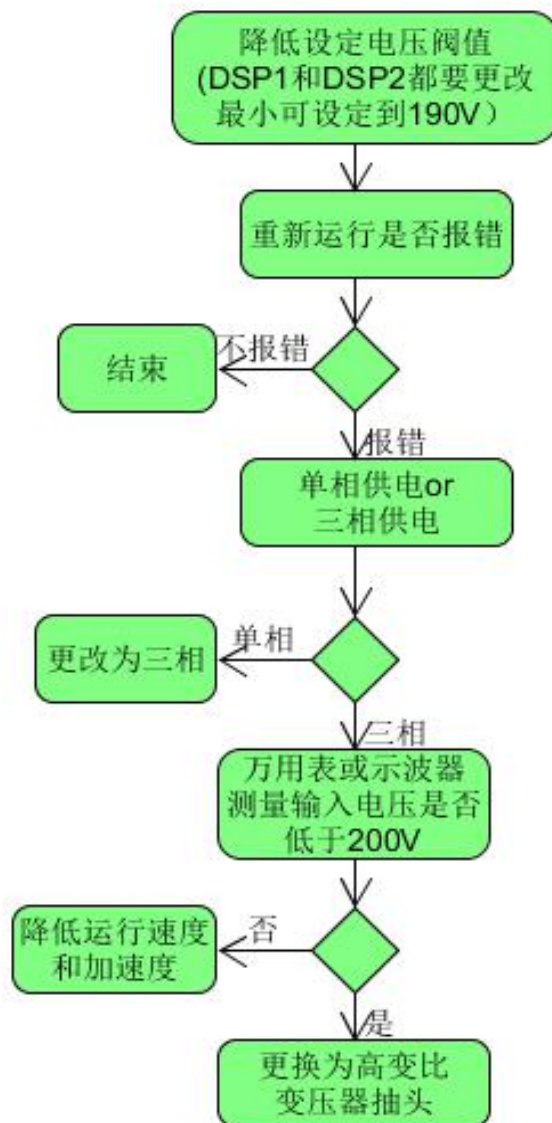 降低设定电压阀值
(DSP1和DSP2都要更改
最小可设定到190V）
重新运行是否报错
不报错
结束
报错
单相供电or
三相供电
单相
更改为三相
三相
万用表或示波器
测量输入电压是否
低于200V
否
降低运行速度
和加速度
是
更换为高变比
变压器抽头